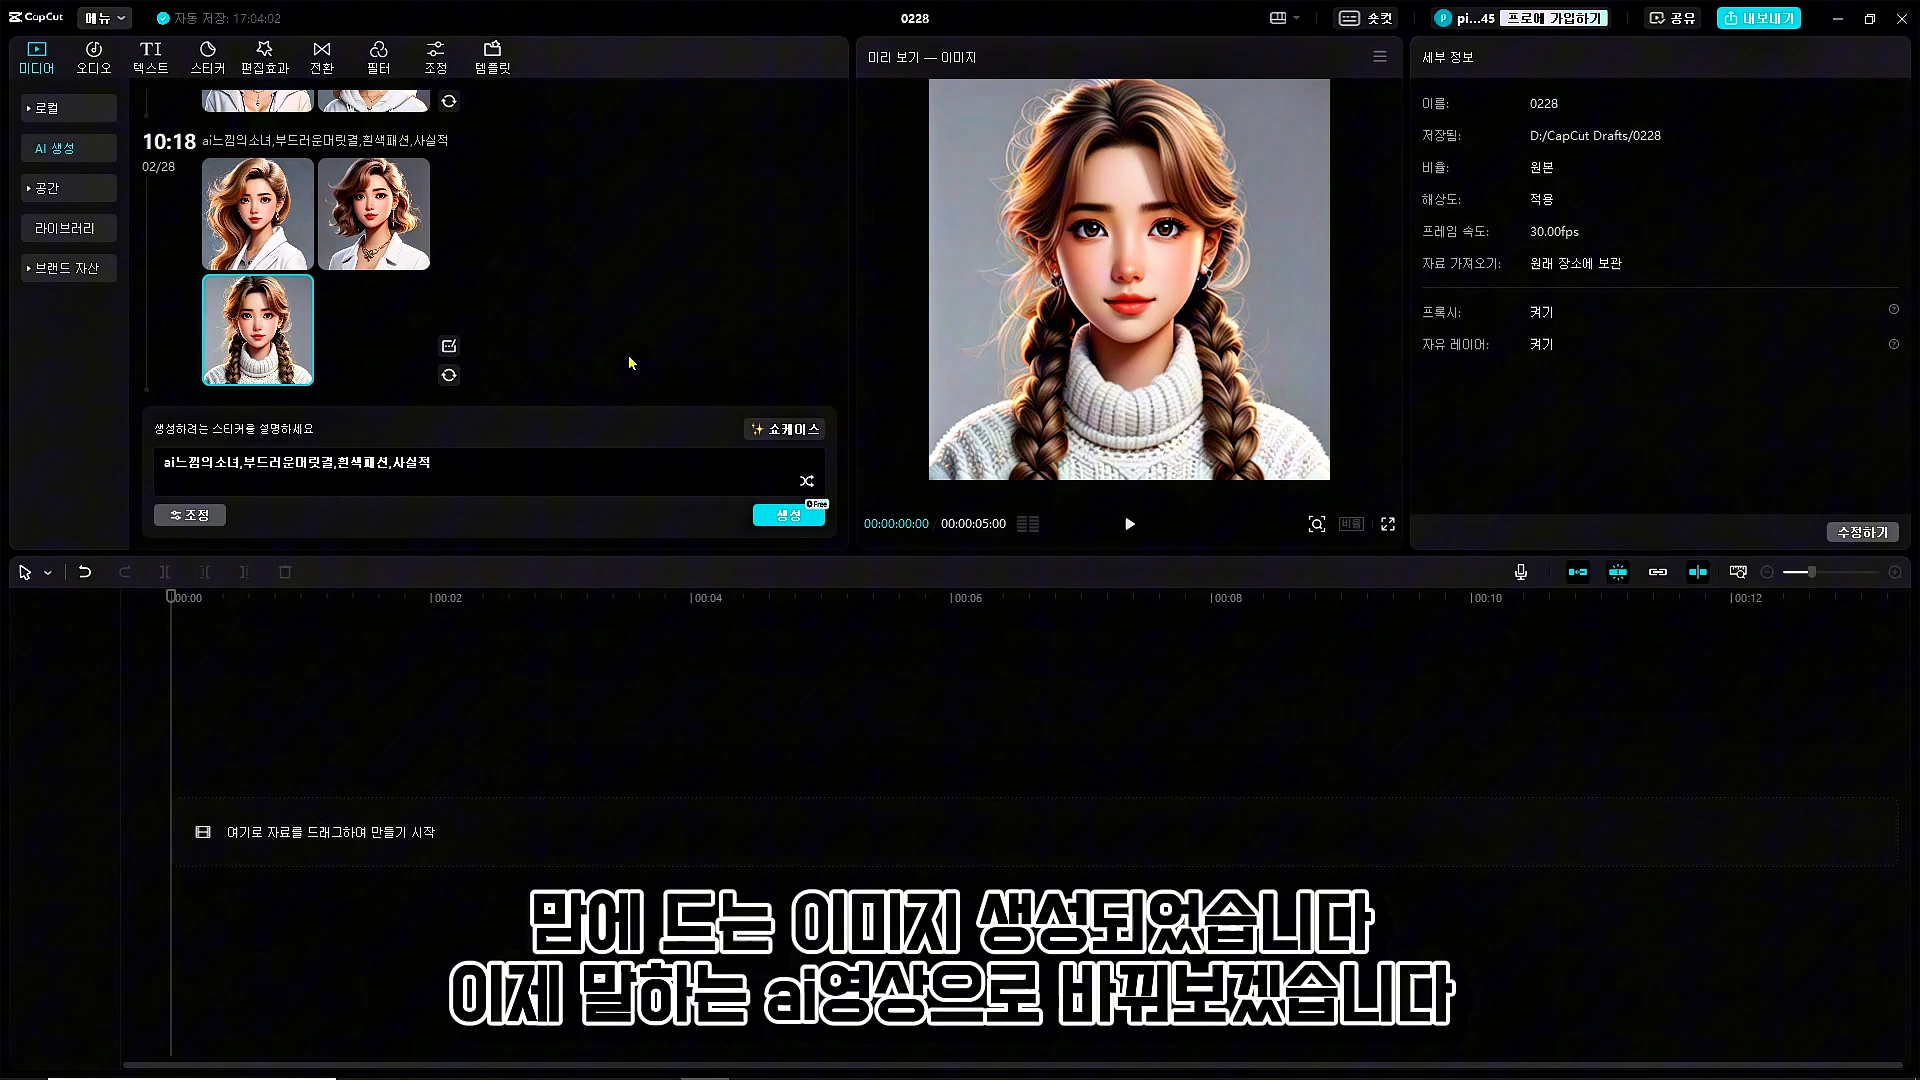 CapCut
메뉴
자동 저장: 17:04:02
0228
숏컷
P
pi...45
프로에 가입하기
공유
내보내기
미디어
오디오
TI
텍스트
스티커
편집효과
전환
필터
조정
템플릿
로컬
AI 생성
공간
라이브러리
브랜드 자산
10:18
02/28
ai느낌의소녀,부드러운머릿결,흰색패션,사실적
생성하려는 스티커를 설명하세요
쇼케이스
ai느낌의소녀,부드러운머릿결,흰색패션,사실적
조정
생성
Free
미리 보기 — 이미지
00:00:00:00
00:00:05:00
비율
세부 정보
이름: 0228
저장됨: D:/CapCut Drafts/0228
비율: 원본
해상도: 적용
프레임 속도: 30.00fps
자료 가져오기: 원래 장소에 보관
프록시: 켜기
자유 레이어: 켜기
수정하기
00:00
00:02
00:04
00:06
00:08
00:10
00:12
여기로 자료를 드래그하여 만들기 시작
맘에 드는 이미지 생성되었습니다
이제 말하는 ai영상으로 바꿔보겠습니다